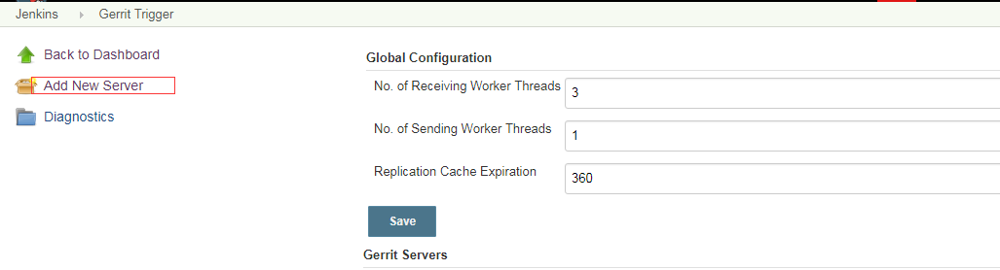 Jenkins
Gerrit Trigger
Back to Dashboard
Add New Server
Diagnostics
Global Configuration
No. of Receiving Worker Threads
3
No. of Sending Worker Threads
1
Replication Cache Expiration
360
Save
Gerrit Servers